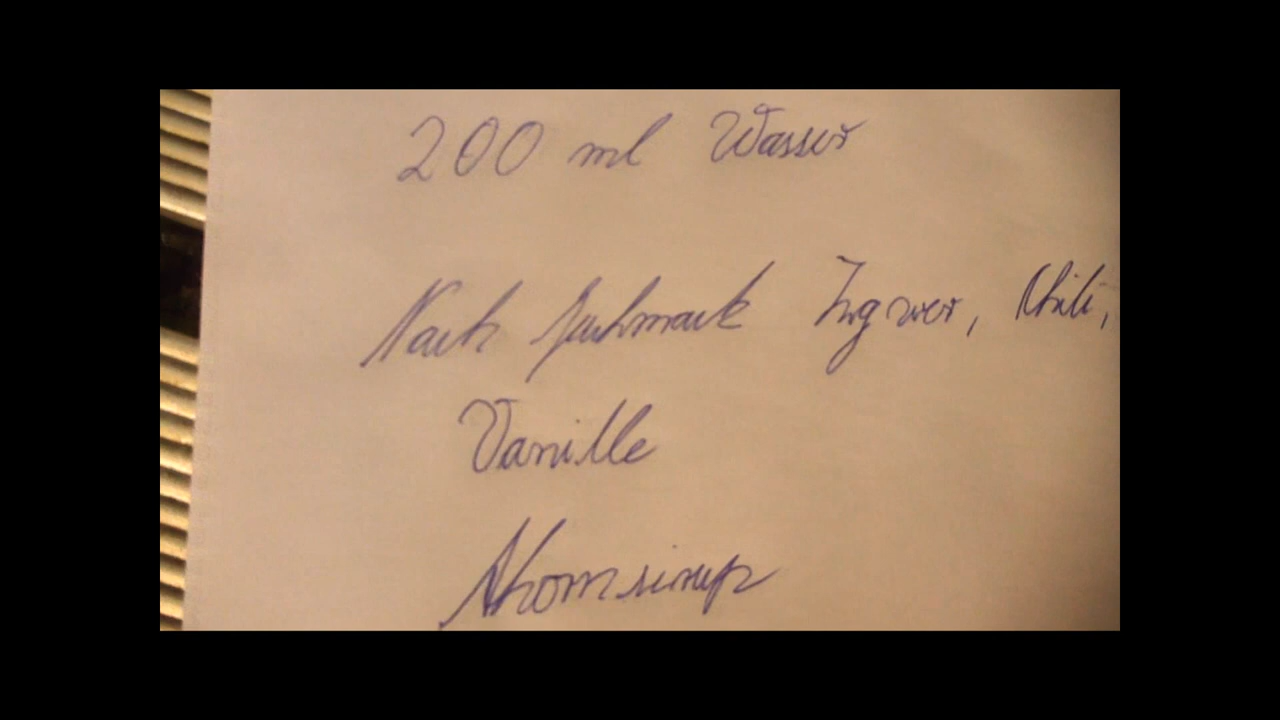 200 ml Wasser
Nach Geschmack Ingwer, Chili,
Vanille
Ahornsirup